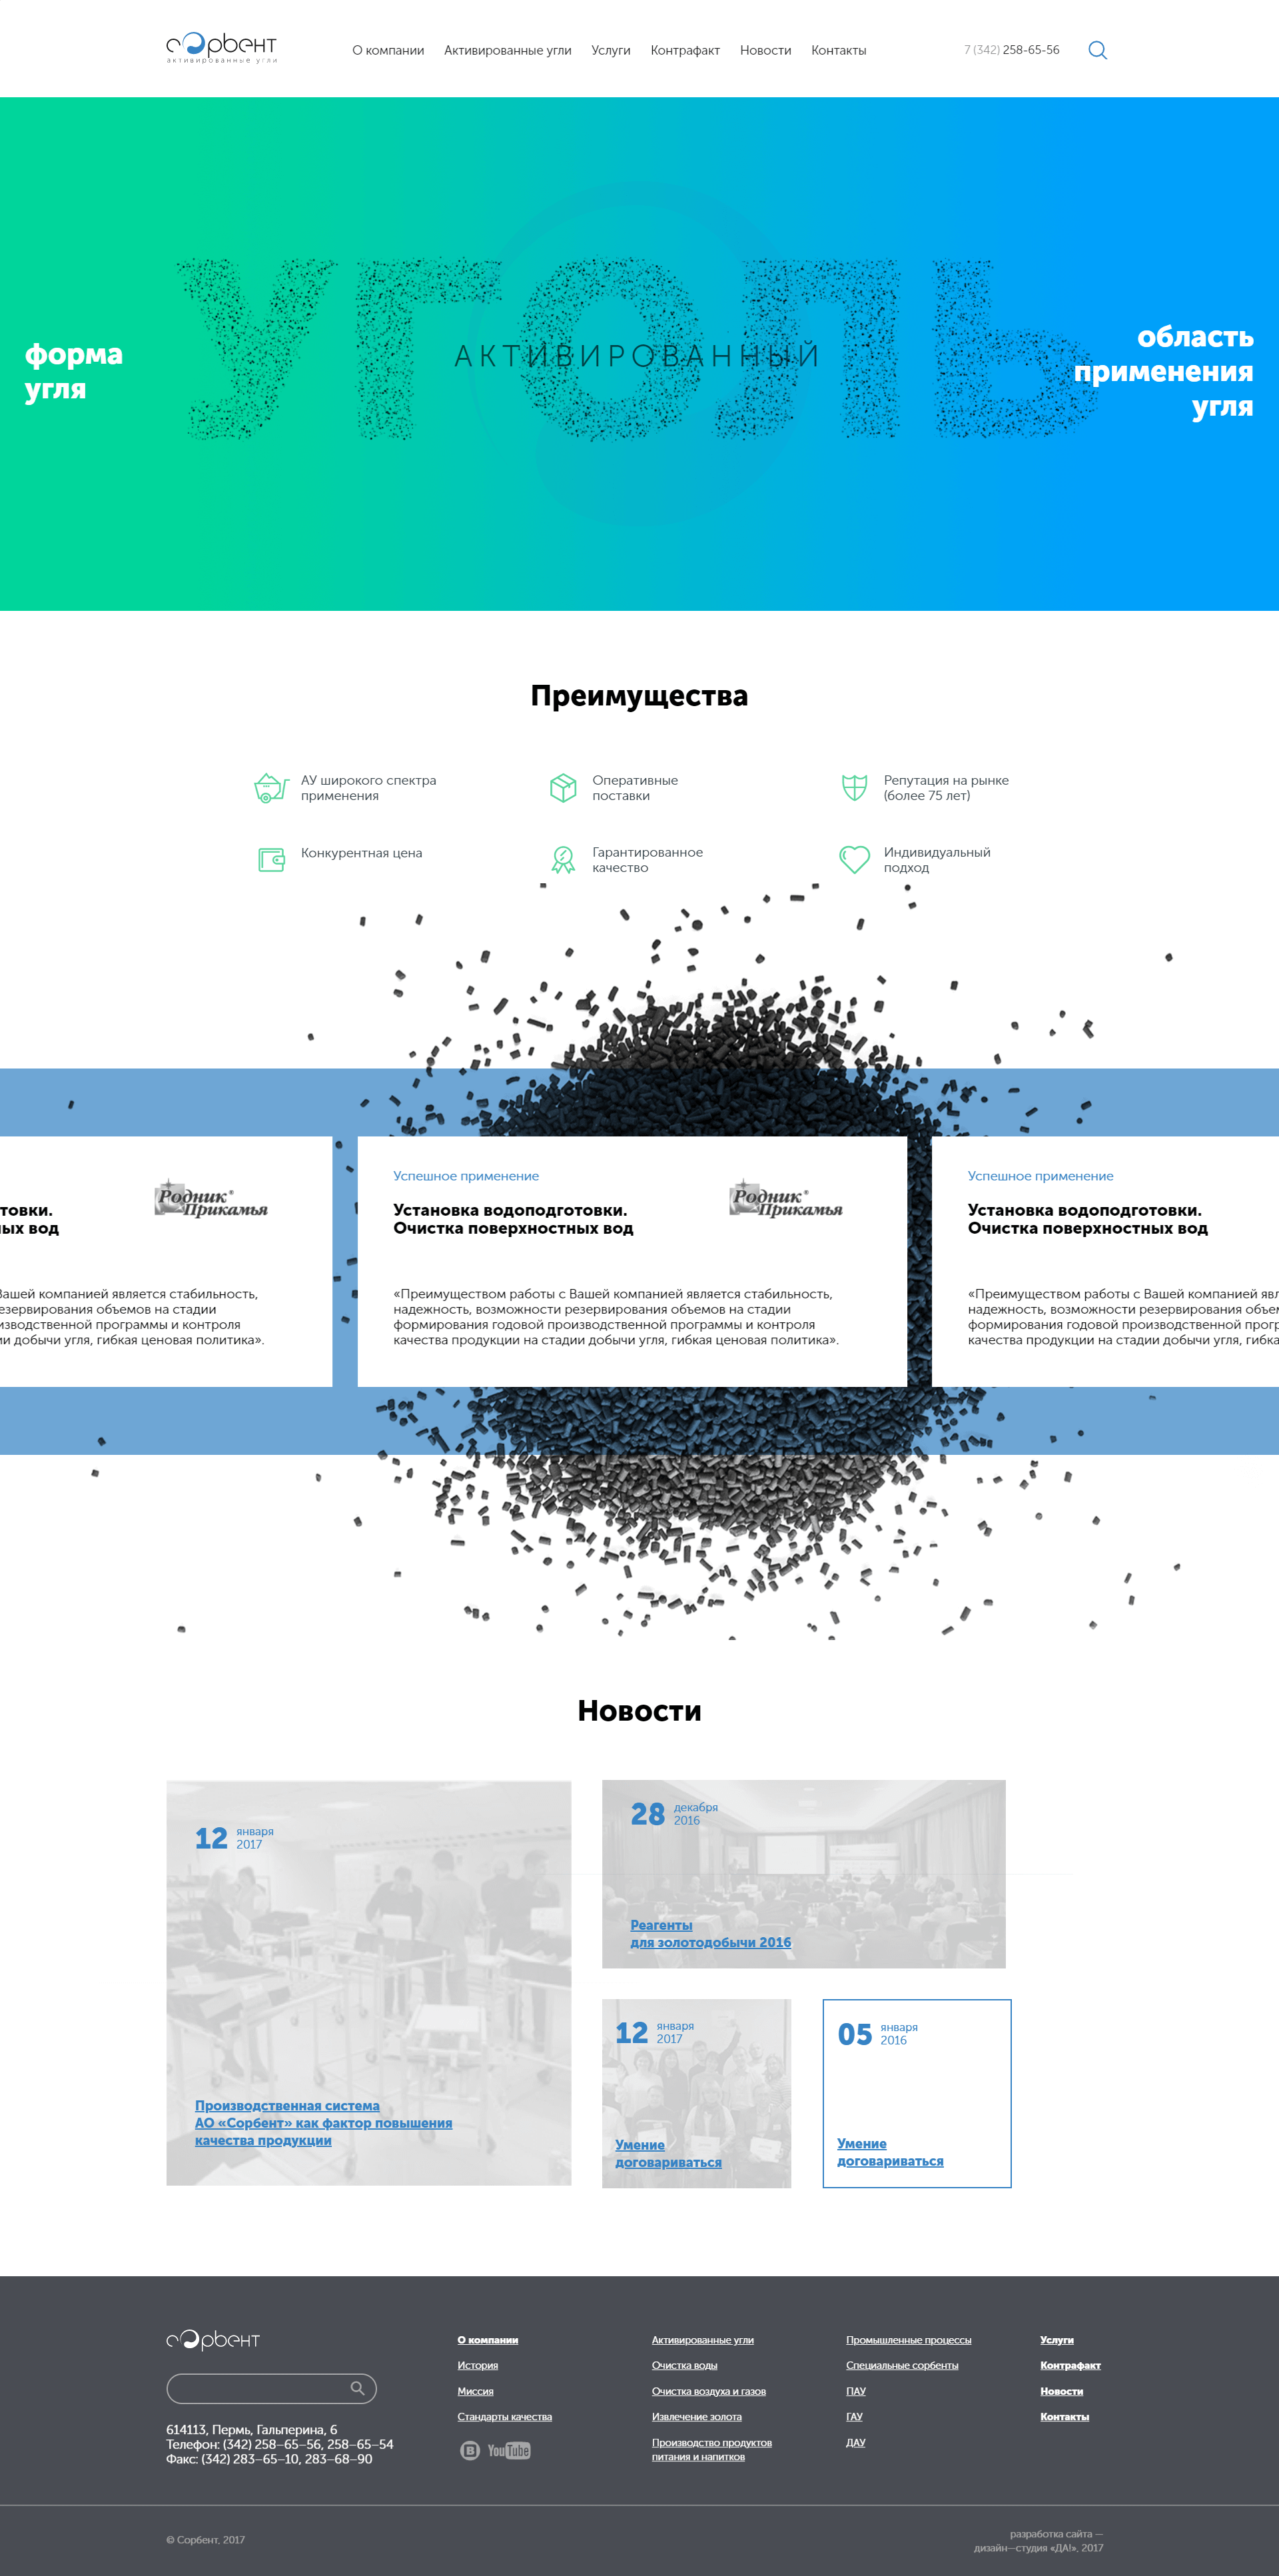 сорбент
активированные угли
О компании Активированные угли Услуги Контрафакт Новости Контакты
7 (342) 258-65-56
уголь
АКТИВИРОВАННЫЙ
форма
угля
область
применения
угля
Преимущества
АУ широкого спектра
применения
Оперативные
поставки
Репутация на рынке
(более 75 лет)
Конкурентная цена
Гарантированное
качество
Индивидуальный
подход
товки.
ных вод
Родник®
Прикамья
Вашей компанией является стабильность,
езервирования объемов на стадии
изводственной программы и контроля
ии добычи угля, гибкая ценовая политика».
Успешное применение
Установка водоподготовки.
Очистка поверхностных вод
Родник®
Прикамья
«Преимуществом работы с Вашей компанией является стабильность,
надежность, возможности резервирования объемов на стадии
формирования годовой производственной программы и контроля
качества продукции на стадии добычи угля, гибкая ценовая политика».
Успешное применение
Установка водоподготовки.
Очистка поверхностных вод
«Преимуществом работы с Вашей компанией явл
надежность, возможности резервирования объем
формирования годовой производственной прогр
качества продукции на стадии добычи угля, гибка
Новости
12 января
2017
Производственная система
АО «Сорбент» как фактор повышения
качества продукции
28 декабря
2016
Реагенты
для золотодобычи 2016
12 января
2017
Умение
договариваться
05 января
2016
Умение
договариваться
сорбент
614113, Пермь, Гальперина, 6
Телефон: (342) 258–65–56, 258–65–54
Факс: (342) 283–65–10, 283–68–90
О компании
История
Миссия
Стандарты качества
B YouTube
Активированные угли
Очистка воды
Очистка воздуха и газов
Извлечение золота
Производство продуктов
питания и напитков
Промышленные процессы
Специальные сорбенты
ПАУ
ГАУ
ДАУ
Услуги
Контрафакт
Новости
Контакты
© Сорбент, 2017
разработка сайта —
дизайн—студия «ДА!», 2017